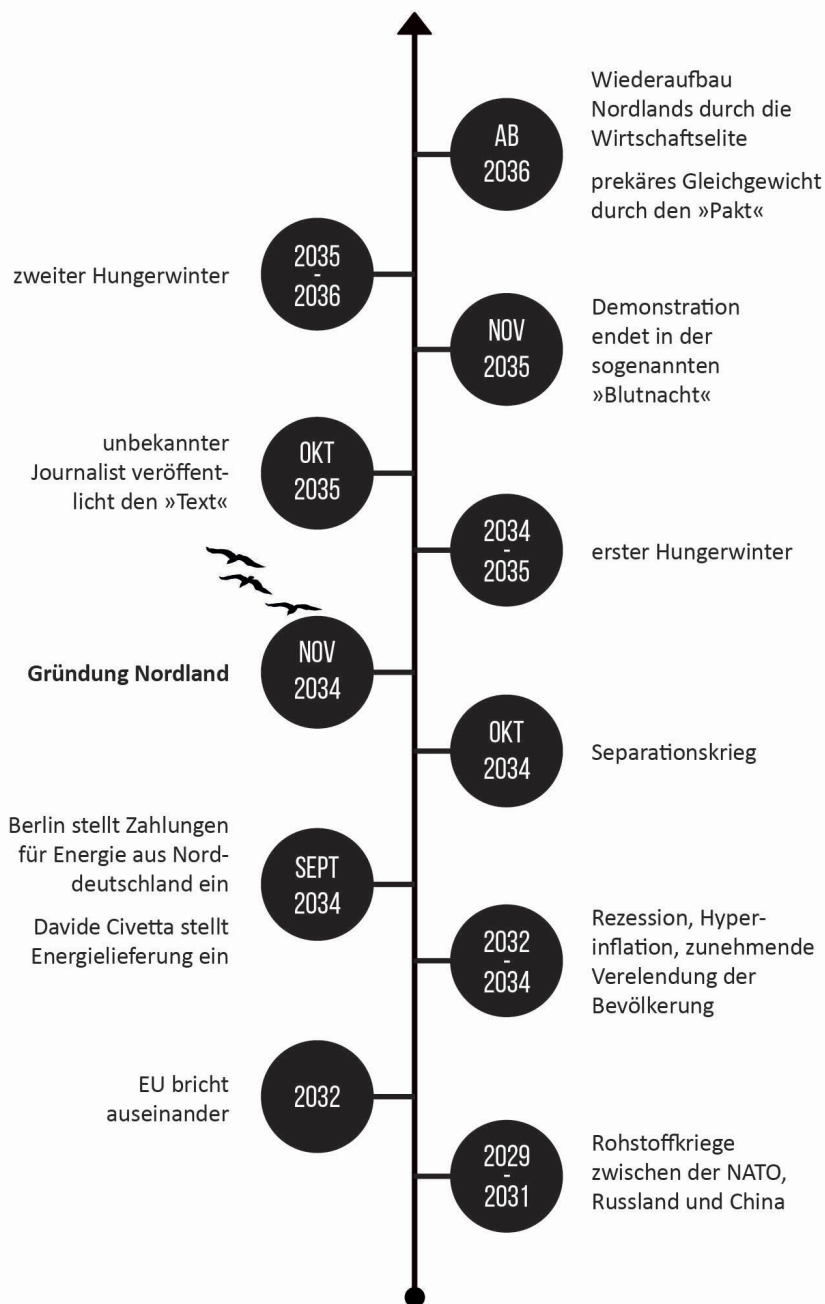 AB
2036
Wiederaufbau
Nordlands durch die
Wirtschaftselite
prekäres Gleichgewicht
durch den »Pakt«
zweiter Hungerwinter
2035
-
2036
NOV
2035
Demonstration
endet in der
sogenannten
»Blutnacht«
unbekannter
Journalist veröffent-
licht den »Text«
OKT
2035
2034
-
2035
erster Hungerwinter
Gründung Nordland
NOV
2034
OKT
2034
Separationskrieg
Berlin stellt Zahlungen
für Energie aus Nord-
deutschland ein
Davide Civetta stellt
Energielieferung ein
SEPT
2034
2032
-
2034
Rezession, Hyper-
inflation, zunehmende
Verelendung der
Bevölkerung
EU bricht
auseinander
2032
2029
-
2031
Rohstoffkriege
zwischen der NATO,
Russland und China